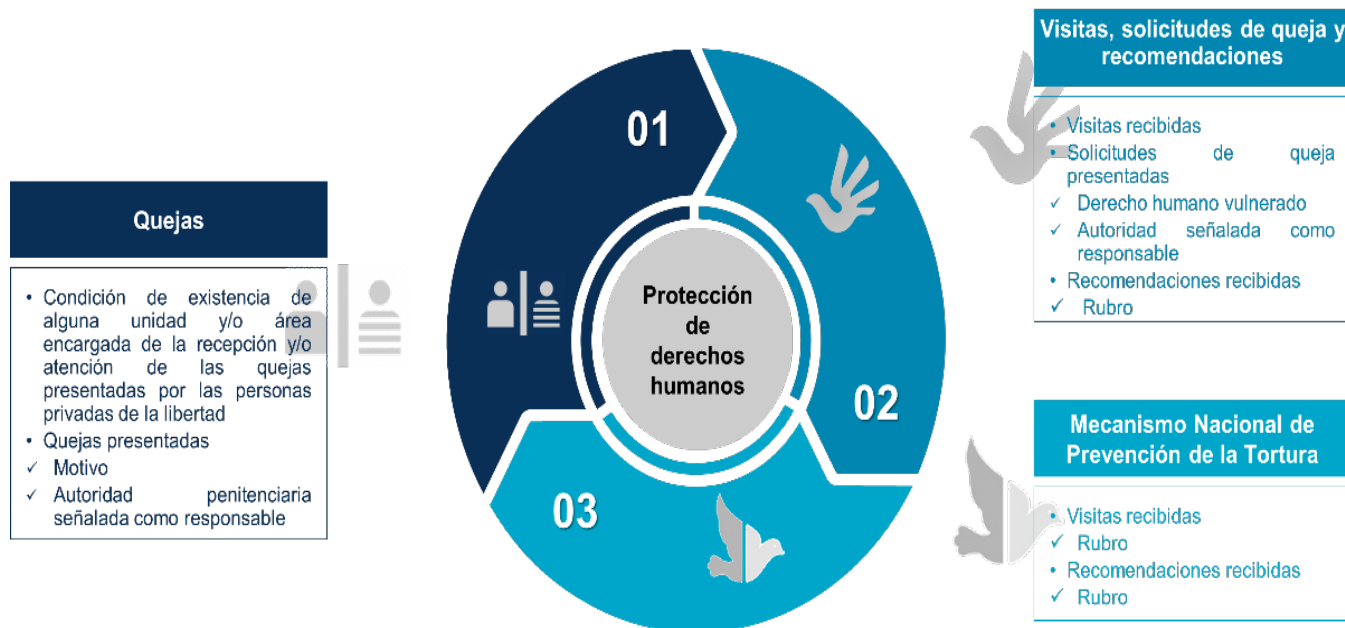 Quejas
• Condición de existencia de
alguna unidad y/o área
encargada de la recepción y/o
atención de las quejas
presentadas por las personas
privadas de la libertad
• Quejas presentadas
✓ Motivo
✓ Autoridad penitenciaria
señalada como responsable
01
02
03
Protección
de
derechos
humanos
Visitas, solicitudes de queja y
recomendaciones
• Visitas recibidas
• Solicitudes de queja
presentadas
✓ Derecho humano vulnerado
✓ Autoridad señalada como
responsable
• Recomendaciones recibidas
✓ Rubro
Mecanismo Nacional de
Prevención de la Tortura
• Visitas recibidas
✓ Rubro
• Recomendaciones recibidas
✓ Rubro